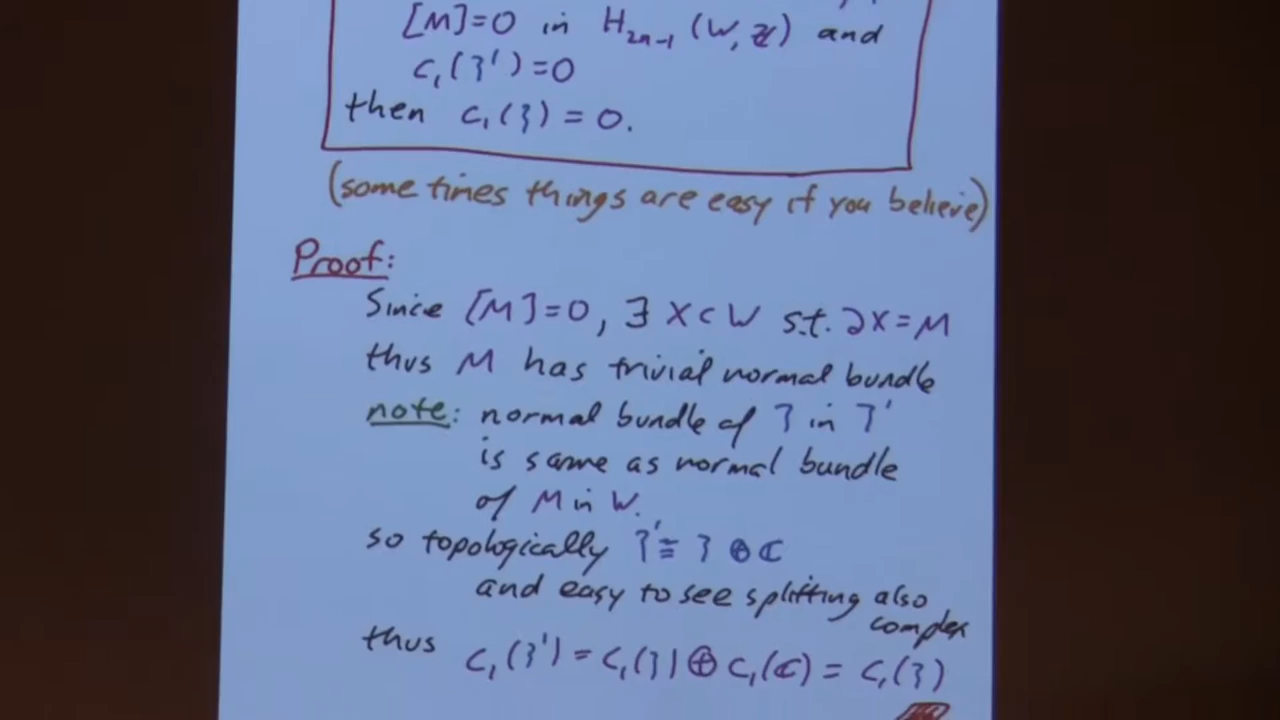 [M]=0 in H₂ₙ₋₁ (W, ℤ) and
c₁(ξ')=0
then c₁(ξ) = 0.
(some times things are easy if you believe)
Proof:
Since [M]=0, ∃ X⊂W s.t. ∂X=M
thus M has trivial normal bundle
note: normal bundle of ξ in ξ'
is same as normal bundle
of M in W.
so topologically ξ'≅ ξ ⊕ ℂ
and easy to see splitting also
complex
thus c₁(ξ') = c₁(ξ) ⊕ c₁(ℂ) = c₁(ξ)